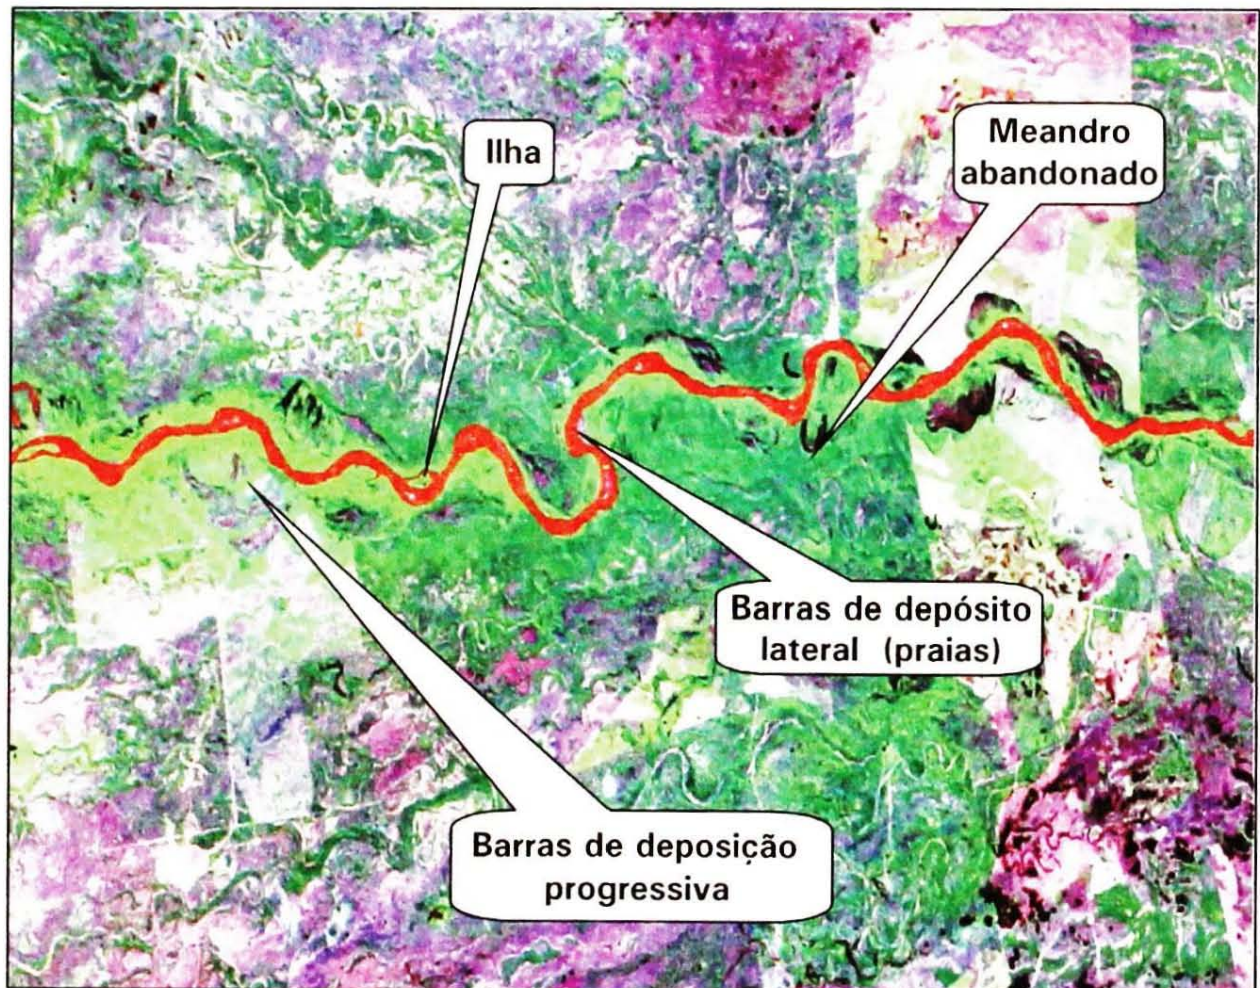 Ilha
Meandro
abandonado
Barras de depósito
lateral (praias)
Barras de deposição
progressiva